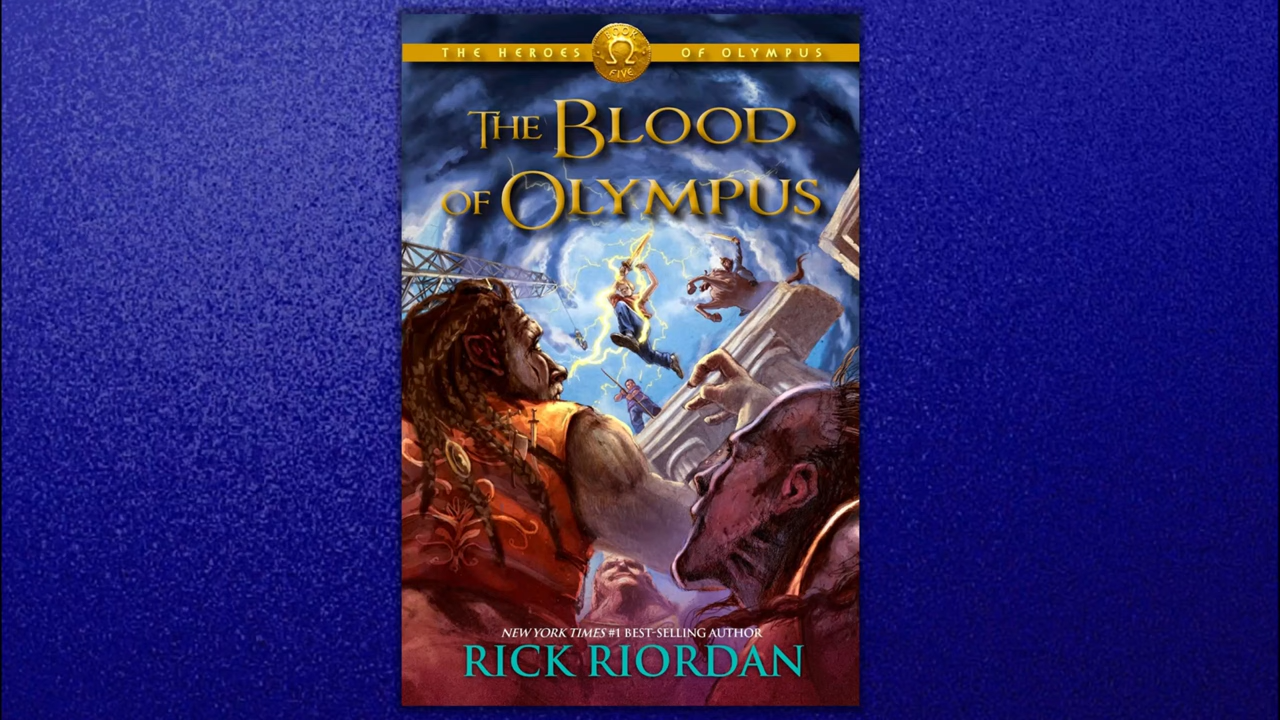 BOOK
FIVE
THE HEROES OF OLYMPUS
THE BLOOD
OF OLYMPUS
NEW YORK TIMES #1 BEST-SELLING AUTHOR
RICK RIORDAN